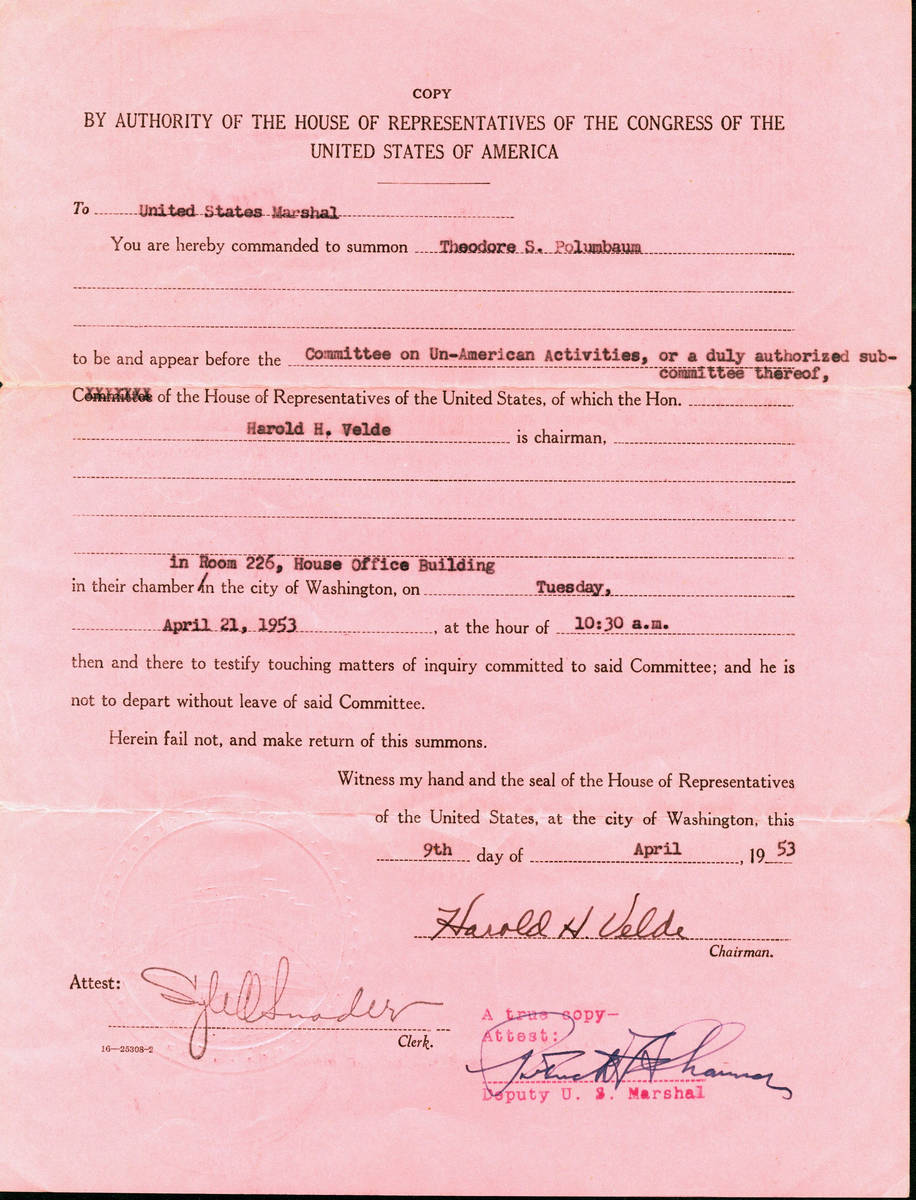 COPY
BY AUTHORITY OF THE HOUSE OF REPRESENTATIVES OF THE CONGRESS OF THE
UNITED STATES OF AMERICA
To United States Marshal
You are hereby commanded to summon Theodore S. Polumbaum
to be and appear before the Committee on Un-American Activities, or a duly authorized sub-
committee thereof,
Committee of the House of Representatives of the United States, of which the Hon.
Harold H. Velde is chairman,
in Room 226, House Office Building
in their chamber / in the city of Washington, on Tuesday,
April 21, 1953, at the hour of 10:30 a.m.
then and there to testify touching matters of inquiry committed to said Committee; and he is
not to depart without leave of said Committee.
Herein fail not, and make return of this summons.
Witness my hand and the seal of the House of Representatives
of the United States, at the city of Washington, this
9th day of April, 19 53
Harold H Velde
Chairman.
Attest:
Clerk.
16—25308-2
A true copy—
Attest:
Deputy U. S. Marshal